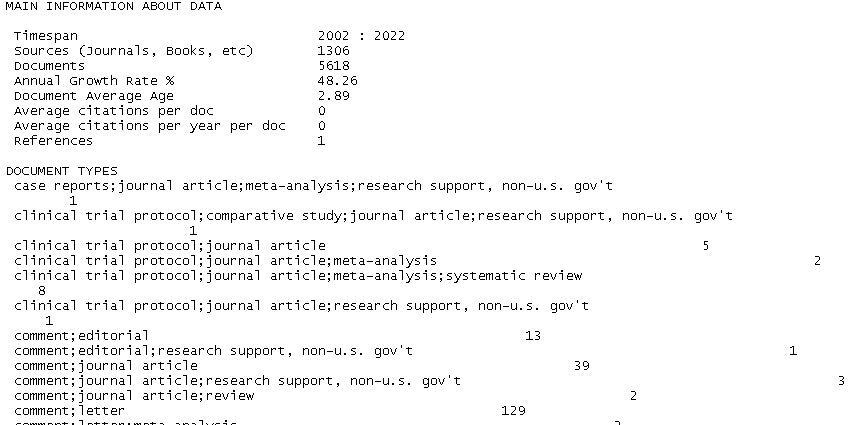 MAIN INFORMATION ABOUT DATA
Timespan 2002 : 2022
Sources (Journals, Books, etc) 1306
Documents 5618
Annual Growth Rate % 48.26
Document Average Age 2.89
Average citations per doc 0
Average citations per year per doc 0
References 1
DOCUMENT TYPES
case reports;journal article;meta-analysis;research support, non-u.s. gov't
1
clinical trial protocol;comparative study;journal article;research support, non-u.s. gov't
1
clinical trial protocol;journal article 5
clinical trial protocol;journal article;meta-analysis 2
clinical trial protocol;journal article;meta-analysis;systematic review
8
clinical trial protocol;journal article;research support, non-u.s. gov't
1
comment;editorial 13
comment;editorial;research support, non-u.s. gov't 1
comment;journal article 39
comment;journal article;research support, non-u.s. gov't 3
comment;journal article;review 2
comment;letter 129
comment;letter;meta-analysis